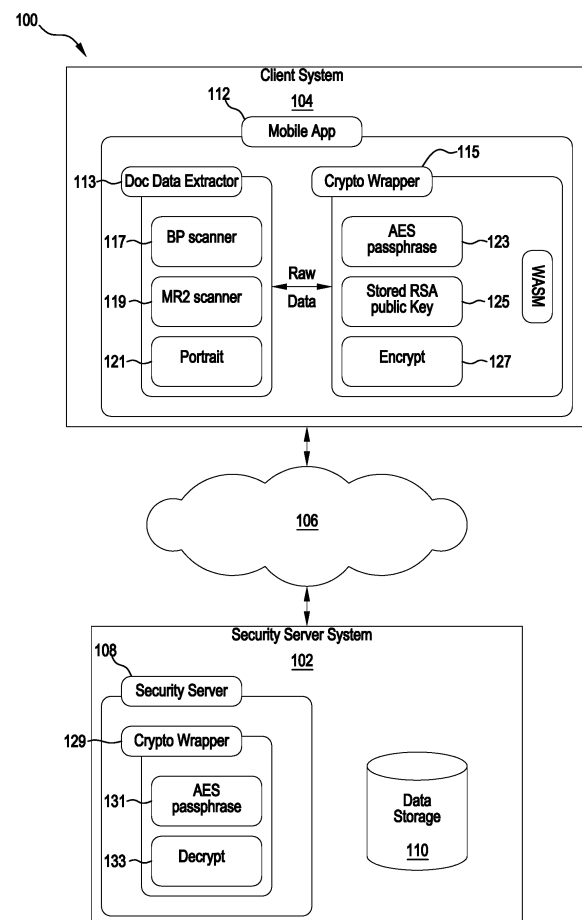 100
Client System
104
112
Mobile App
113
Doc Data Extractor
115
Crypto Wrapper
117
BP scanner
119
MR2 scanner
121
Portrait
Raw
Data
AES
passphrase
123
Stored RSA
public Key
125
Encrypt
127
WASM
106
Security Server System
102
108
Security Server
129
Crypto Wrapper
131
AES
passphrase
133
Decrypt
Data
Storage
110